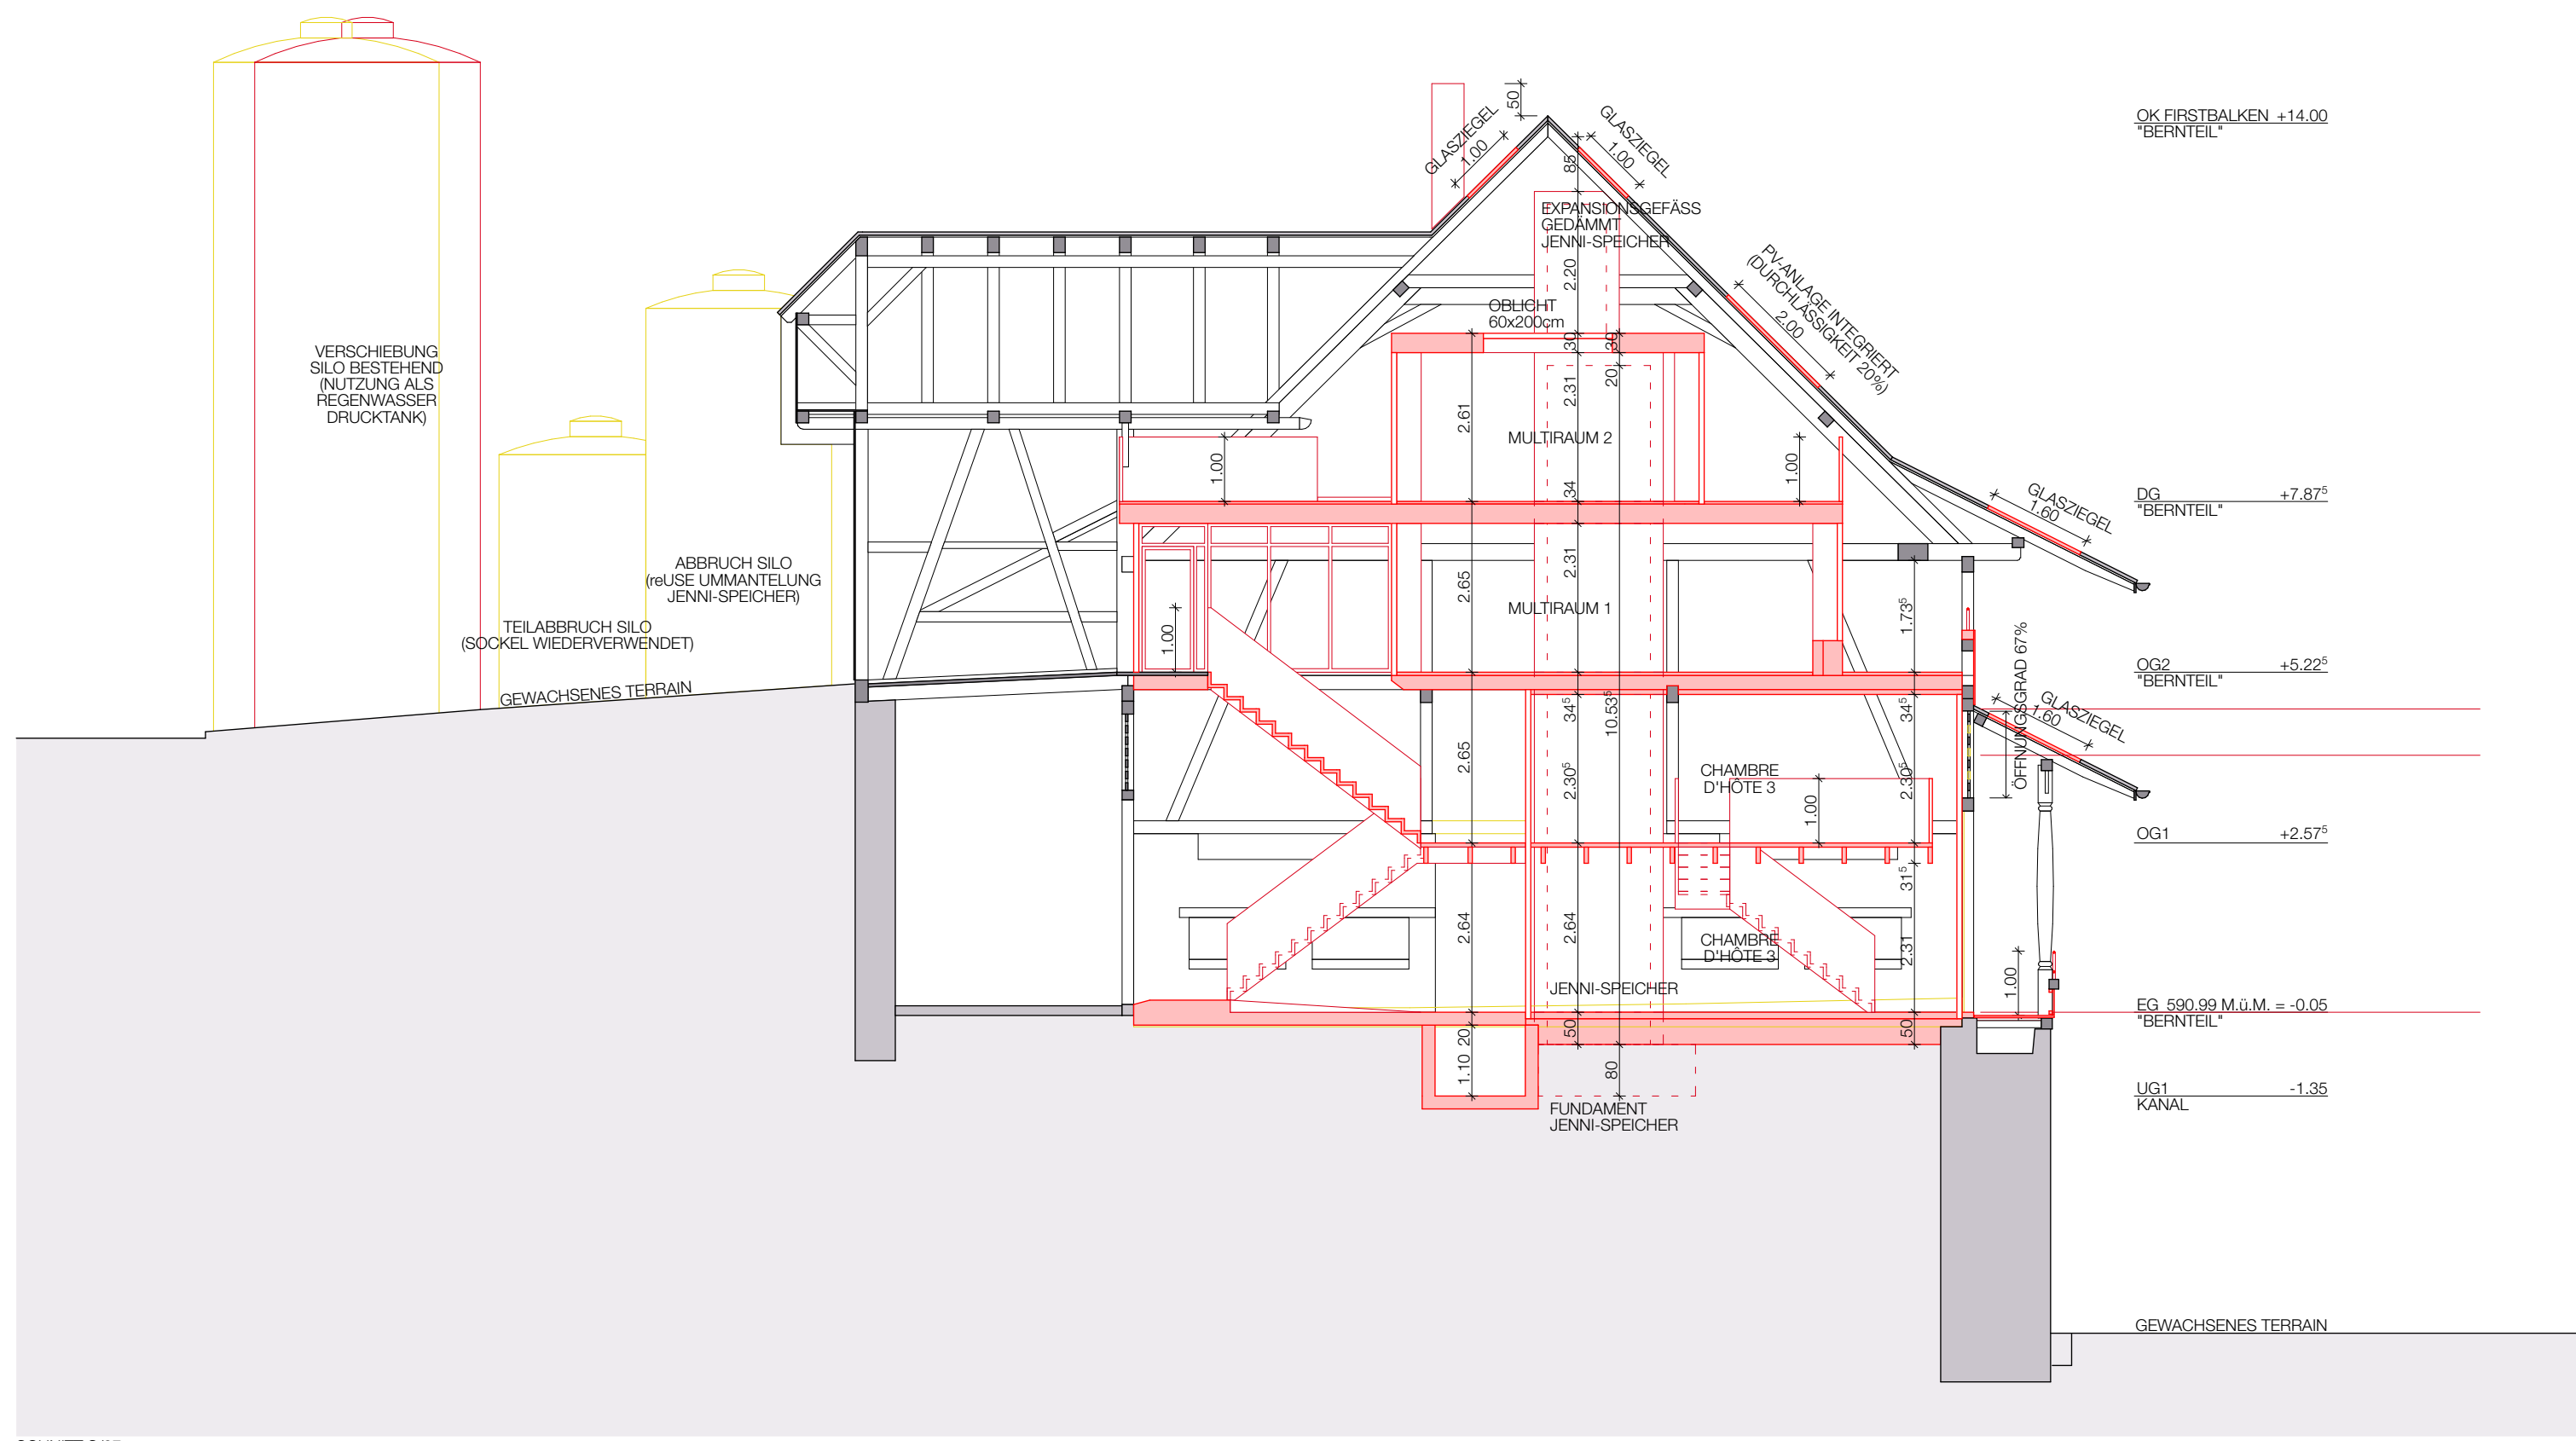 50
GLASZIEGEL
1.00
GLASZIEGEL
1.00
OK FIRSTBALKEN +14.00
"BERNTEIL"
85
EXPANSIONSGEFÄSS
GEDÄMMT
JENNI-SPEICHER
2.20
OBLICHT
60x200cm
PV-ANLAGE INTEGRIERT
(DURCHLÄSSIGKEIT 20%)
2.00
VERSCHIEBUNG
SILO BESTEHEND
(NUTZUNG ALS
REGENWASSER
DRUCKTANK)
30
30
20
2.31
2.61
MULTIRAUM 2
1.00
1.00
34
GLASZIEGEL
1.60
DG +7.87⁵
"BERNTEIL"
ABBRUCH SILO
(reUSE UMMANTELUNG
JENNI-SPEICHER)
2.31
2.65
MULTIRAUM 1
1.73⁵
1.00
TEILABBRUCH SILO
(SOCKEL WIEDERVERWENDET)
GEWACHSENES TERRAIN
OG2 +5.22⁵
"BERNTEIL"
ÖFFNUNGSGRAD 67%
GLASZIEGEL
1.60
34⁵
10.53⁵
34⁵
2.65
2.30⁵
CHAMBRE
D'HÔTE 3
1.00
2.30⁵
OG1 +2.57⁵
31⁵
2.64
2.64
CHAMBRE
D'HÔTE 3
2.31
1.00
JENNI-SPEICHER
EG 590.99 M.ü.M. = -0.05
"BERNTEIL"
20
50
50
1.10
80
UG1 -1.35
KANAL
FUNDAMENT
JENNI-SPEICHER
GEWACHSENES TERRAIN